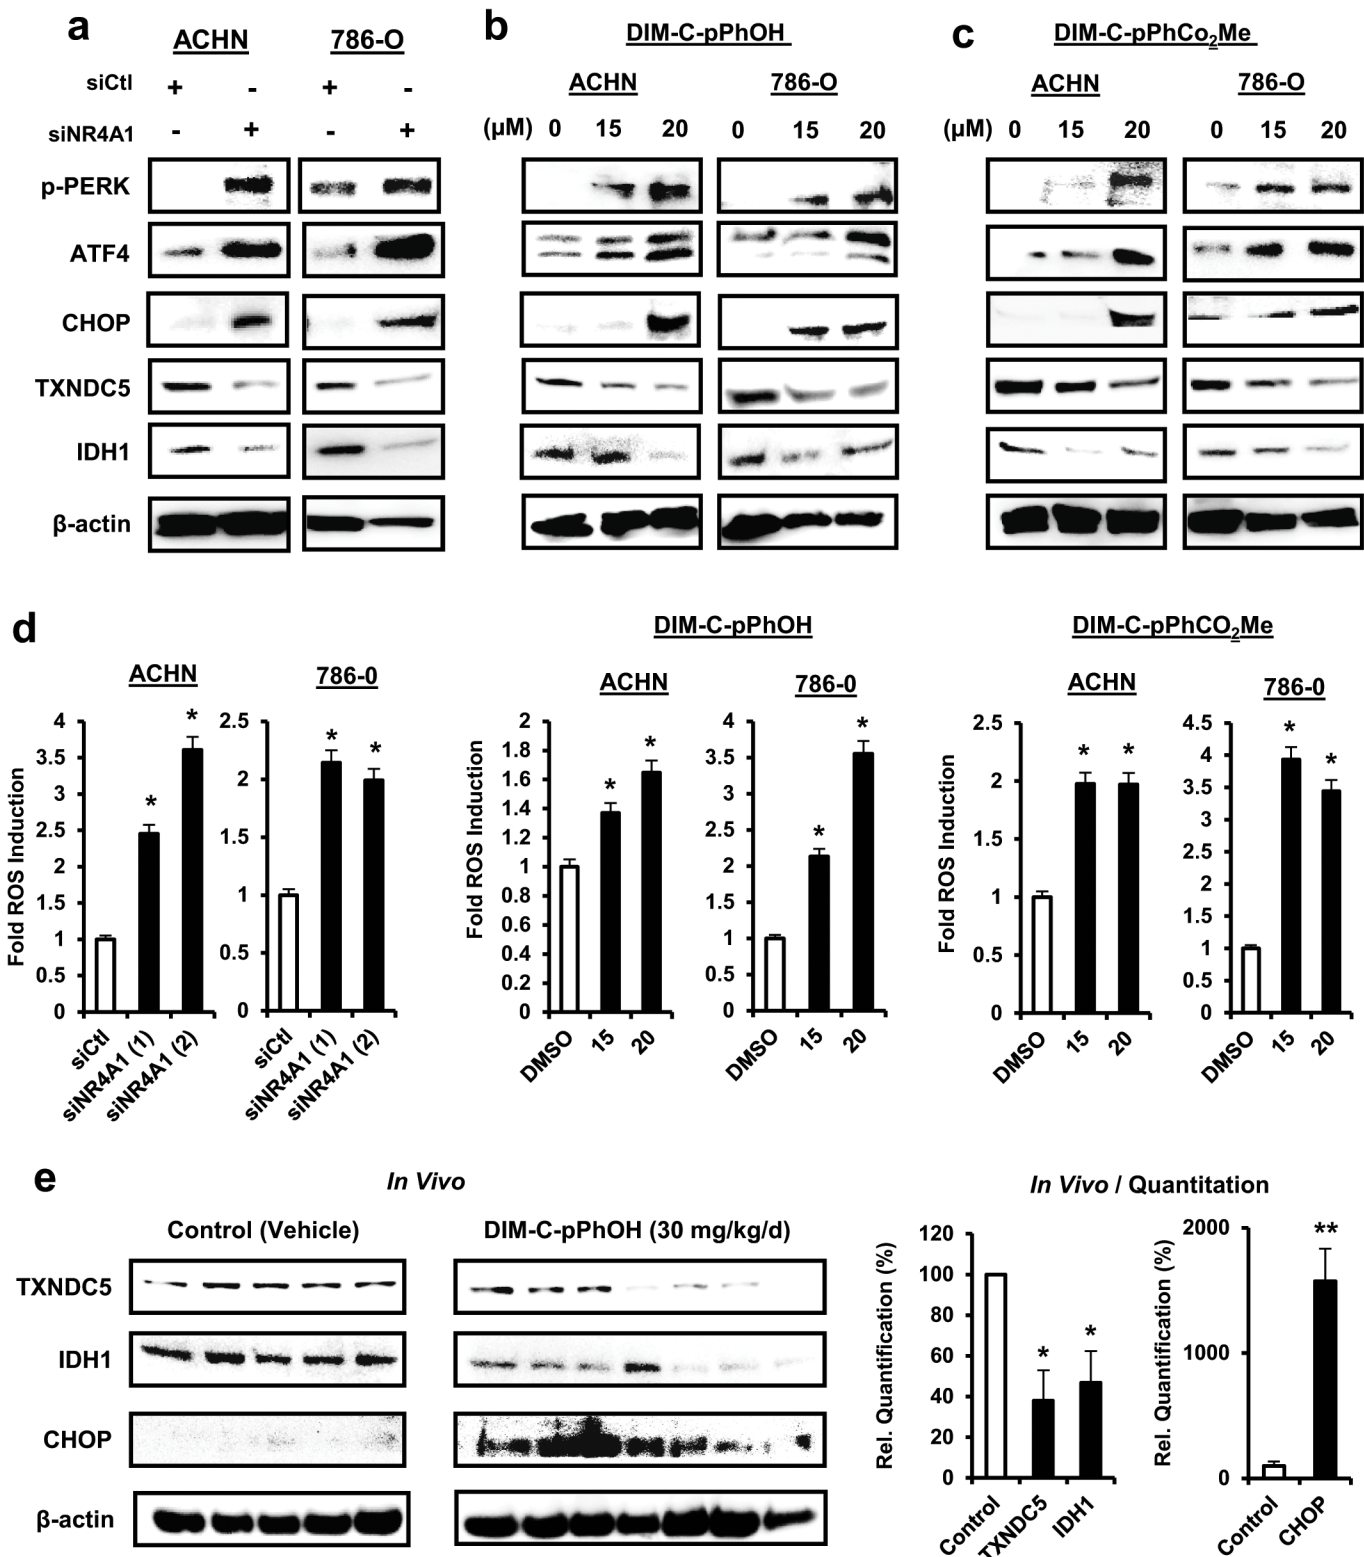 a
ACHN 786-O
siCtl + - + -
siNR4A1 - + - +
b
DIM-C-pPhOH
ACHN 786-O
(μM) 0 15 20 0 15 20
c
DIM-C-pPhCo2Me
ACHN 786-O
(μM) 0 15 20 0 15 20
p-PERK
ATF4
CHOP
TXNDC5
IDH1
β-actin
d
ACHN 786-0
Fold ROS Induction
4
3.5
3
2.5
2
1.5
1
0.5
0
siCtl
siNR4A1 (1)
siNR4A1 (2)
* *
2.5
2
1.5
1
0.5
0
siCtl
siNR4A1 (1)
siNR4A1 (2)
* *
DIM-C-pPhOH
ACHN 786-0
Fold ROS Induction
2
1.8
1.6
1.4
1.2
1
0.8
0.6
0.4
0.2
0
DMSO
15
20
* *
4
3.5
3
2.5
2
1.5
1
0.5
0
DMSO
15
20
* *
DIM-C-pPhCO2Me
ACHN 786-0
Fold ROS Induction
2.5
2
1.5
1
0.5
0
DMSO
15
20
* *
4.5
4
3.5
3
2.5
2
1.5
1
0.5
0
DMSO
15
20
* *
e
In Vivo
Control (Vehicle) DIM-C-pPhOH (30 mg/kg/d)
TXNDC5
IDH1
CHOP
β-actin
In Vivo / Quantitation
Rel. Quantification (%)
120
100
80
60
40
20
0
Control
TXNDC5
IDH1
* *
Rel. Quantification (%)
2000
1000
0
Control
CHOP
**